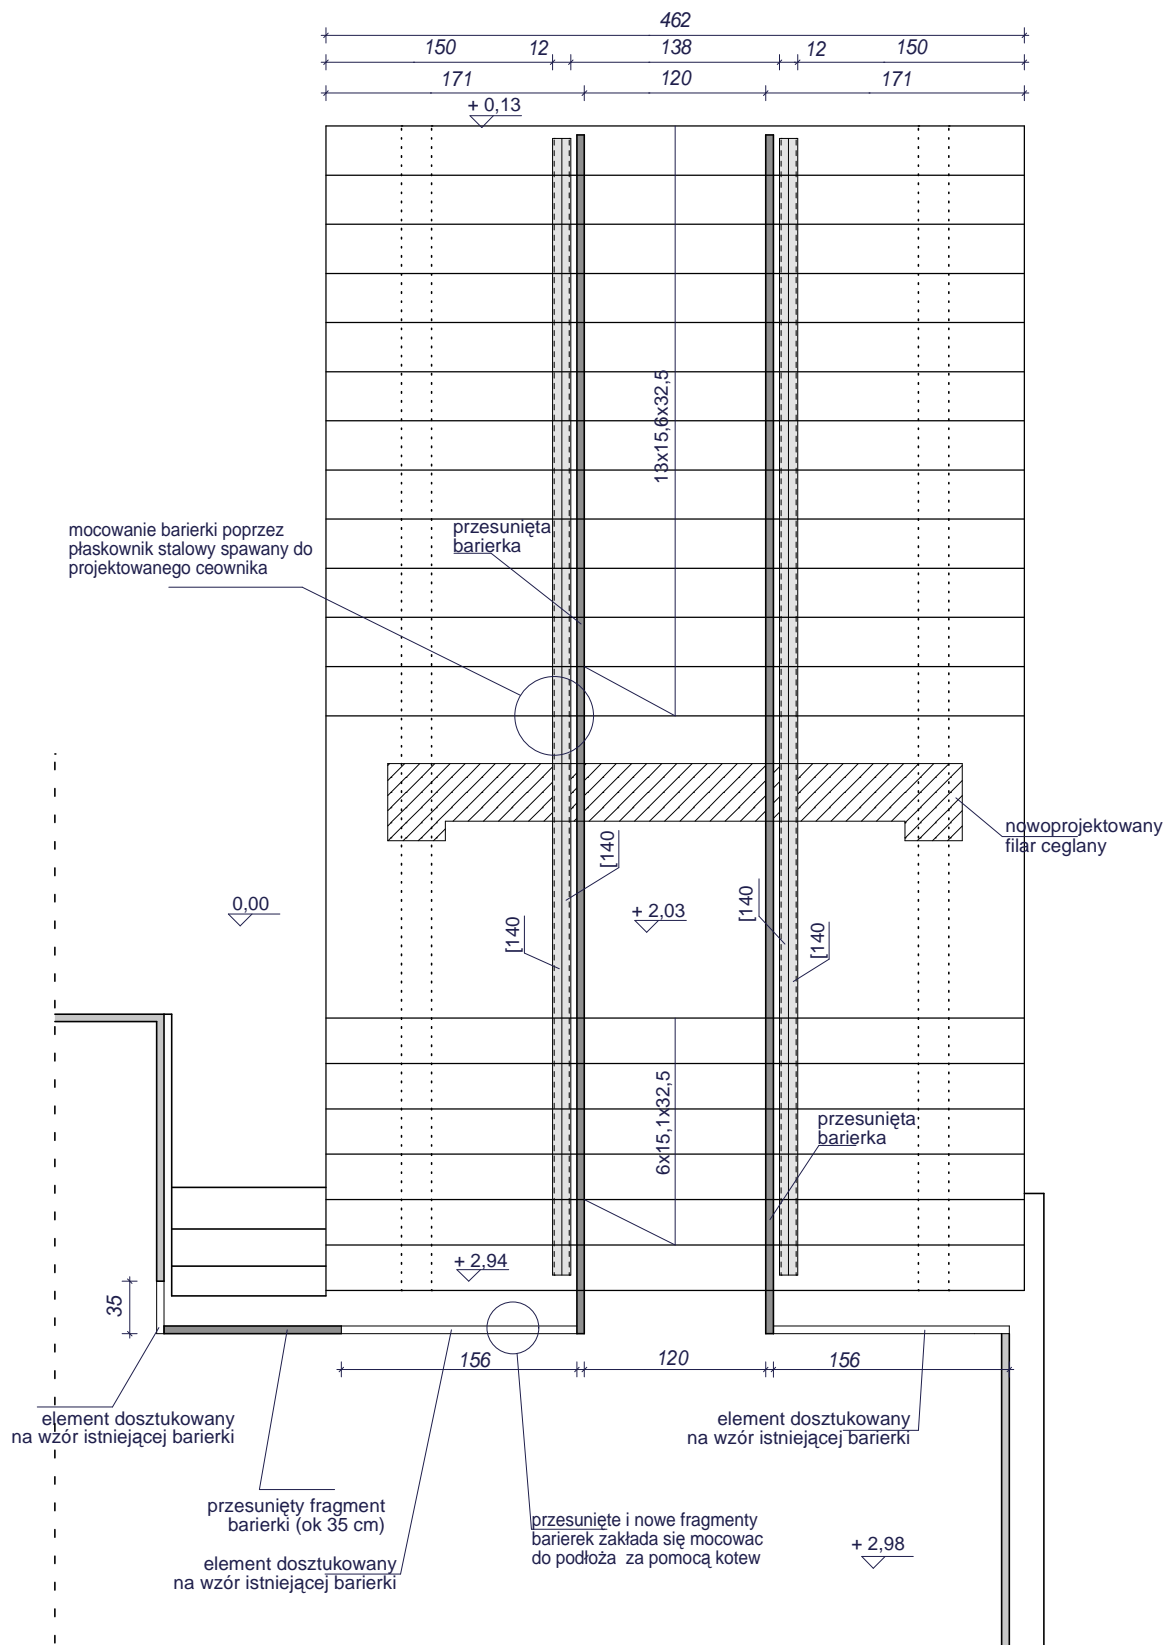 462
150
12
138
12
150
171
120
171
+ 0,13
13x15,6x32,5
mocowanie barierki poprzez
płaskownik stalowy spawany do
projektowanego ceownika
przesunięta
barierka
nowoprojektowany
filar ceglany
[140
[140
0,00
+ 2,03
[140
[140
6x15,1x32,5
przesunięta
barierka
+ 2,94
35
156
120
156
element dosztukowany
na wzór istniejącej barierki
element dosztukowany
na wzór istniejącej barierki
przesunięty fragment
barierki (ok 35 cm)
przesunięte i nowe fragmenty
barierek zakłada się mocowac
do podłoża za pomocą kotew
element dosztukowany
na wzór istniejącej barierki
+ 2,98